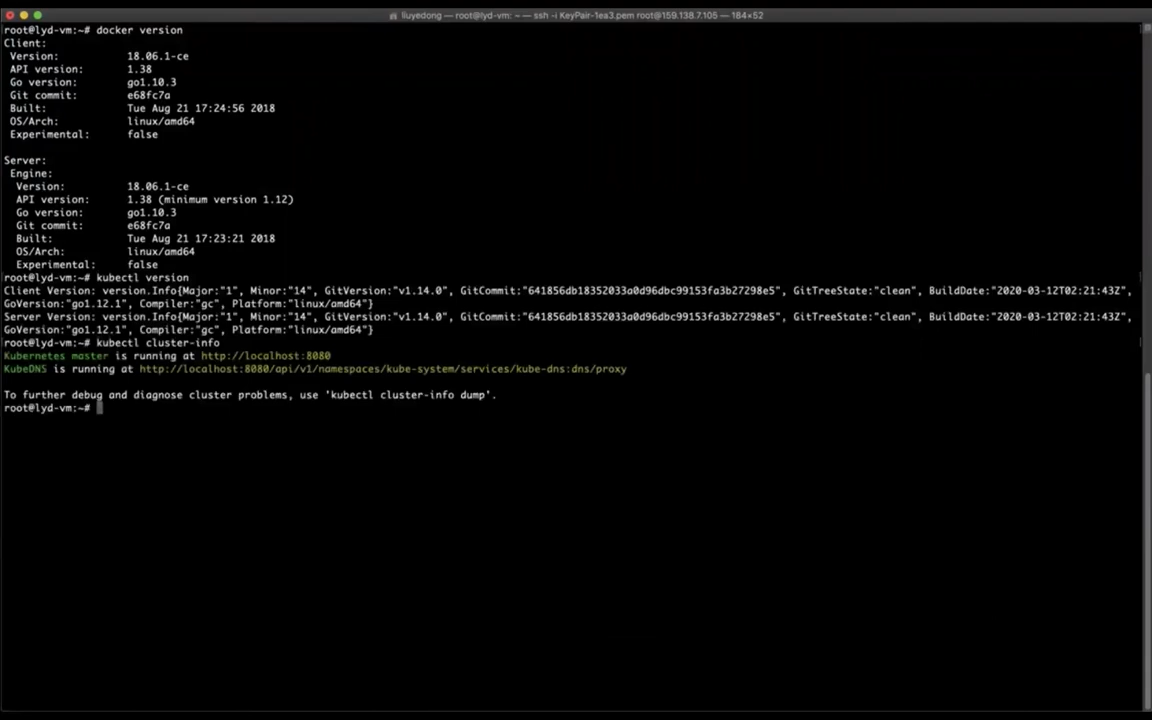 liuyedong — root@lyd-vm: ~ — ssh -i KeyPair-1ea3.pem root@159.138.7.105 — 184×52
root@lyd-vm:~# docker version
Client:
 Version:           18.06.1-ce
 API version:       1.38
 Go version:        go1.10.3
 Git commit:        e68fc7a
 Built:             Tue Aug 21 17:24:56 2018
 OS/Arch:           linux/amd64
 Experimental:      false
Server:
 Engine:
  Version:          18.06.1-ce
  API version:      1.38 (minimum version 1.12)
  Go version:       go1.10.3
  Git commit:       e68fc7a
  Built:            Tue Aug 21 17:23:21 2018
  OS/Arch:          linux/amd64
  Experimental:     false
root@lyd-vm:~# kubectl version
Client Version: version.Info{Major:"1", Minor:"14", GitVersion:"v1.14.0", GitCommit:"641856db18352033a0d96dbc99153fa3b27298e5", GitTreeState:"clean", BuildDate:"2020-03-12T02:21:43Z",
GoVersion:"go1.12.1", Compiler:"gc", Platform:"linux/amd64"}
Server Version: version.Info{Major:"1", Minor:"14", GitVersion:"v1.14.0", GitCommit:"641856db18352033a0d96dbc99153fa3b27298e5", GitTreeState:"clean", BuildDate:"2020-03-12T02:21:43Z",
GoVersion:"go1.12.1", Compiler:"gc", Platform:"linux/amd64"}
root@lyd-vm:~# kubectl cluster-info
Kubernetes master is running at http://localhost:8080
KubeDNS is running at http://localhost:8080/api/v1/namespaces/kube-system/services/kube-dns:dns/proxy
To further debug and diagnose cluster problems, use 'kubectl cluster-info dump'.
root@lyd-vm:~#